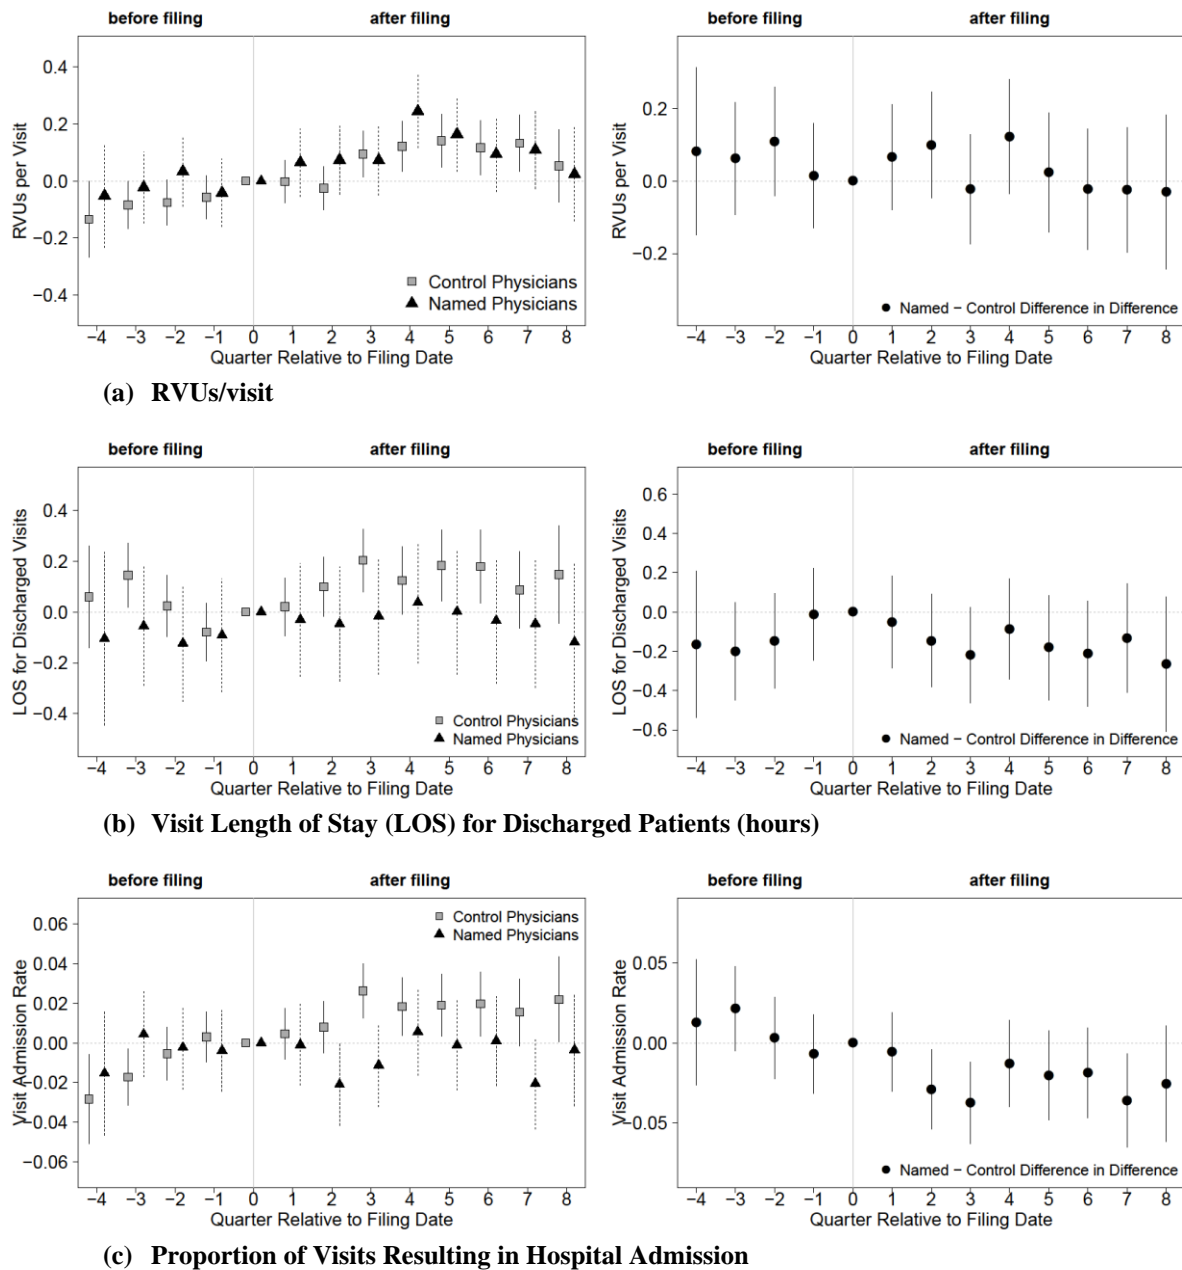 before filing after filing
RVUs per Visit
0.4
0.2
0.0
−0.2
−0.4
Control Physicians
Named Physicians
−4 −3 −2 −1 0 1 2 3 4 5 6 7 8
Quarter Relative to Filing Date
before filing after filing
RVUs per Visit
0.2
0.0
−0.2
Named − Control Difference in Difference
−4 −3 −2 −1 0 1 2 3 4 5 6 7 8
Quarter Relative to Filing Date
(a) RVUs/visit
before filing after filing
LOS for Discharged Visits
0.4
0.2
0.0
−0.2
−0.4
Control Physicians
Named Physicians
−4 −3 −2 −1 0 1 2 3 4 5 6 7 8
Quarter Relative to Filing Date
before filing after filing
LOS for Discharged Visits
0.6
0.4
0.2
0.0
−0.2
−0.4
−0.6
Named − Control Difference in Difference
−4 −3 −2 −1 0 1 2 3 4 5 6 7 8
Quarter Relative to Filing Date
(b) Visit Length of Stay (LOS) for Discharged Patients (hours)
before filing after filing
Visit Admission Rate
0.06
0.04
0.02
0.00
−0.02
−0.04
−0.06
Control Physicians
Named Physicians
−4 −3 −2 −1 0 1 2 3 4 5 6 7 8
Quarter Relative to Filing Date
before filing after filing
Visit Admission Rate
0.05
0.00
−0.05
Named − Control Difference in Difference
−4 −3 −2 −1 0 1 2 3 4 5 6 7 8
Quarter Relative to Filing Date
(c) Proportion of Visits Resulting in Hospital Admission